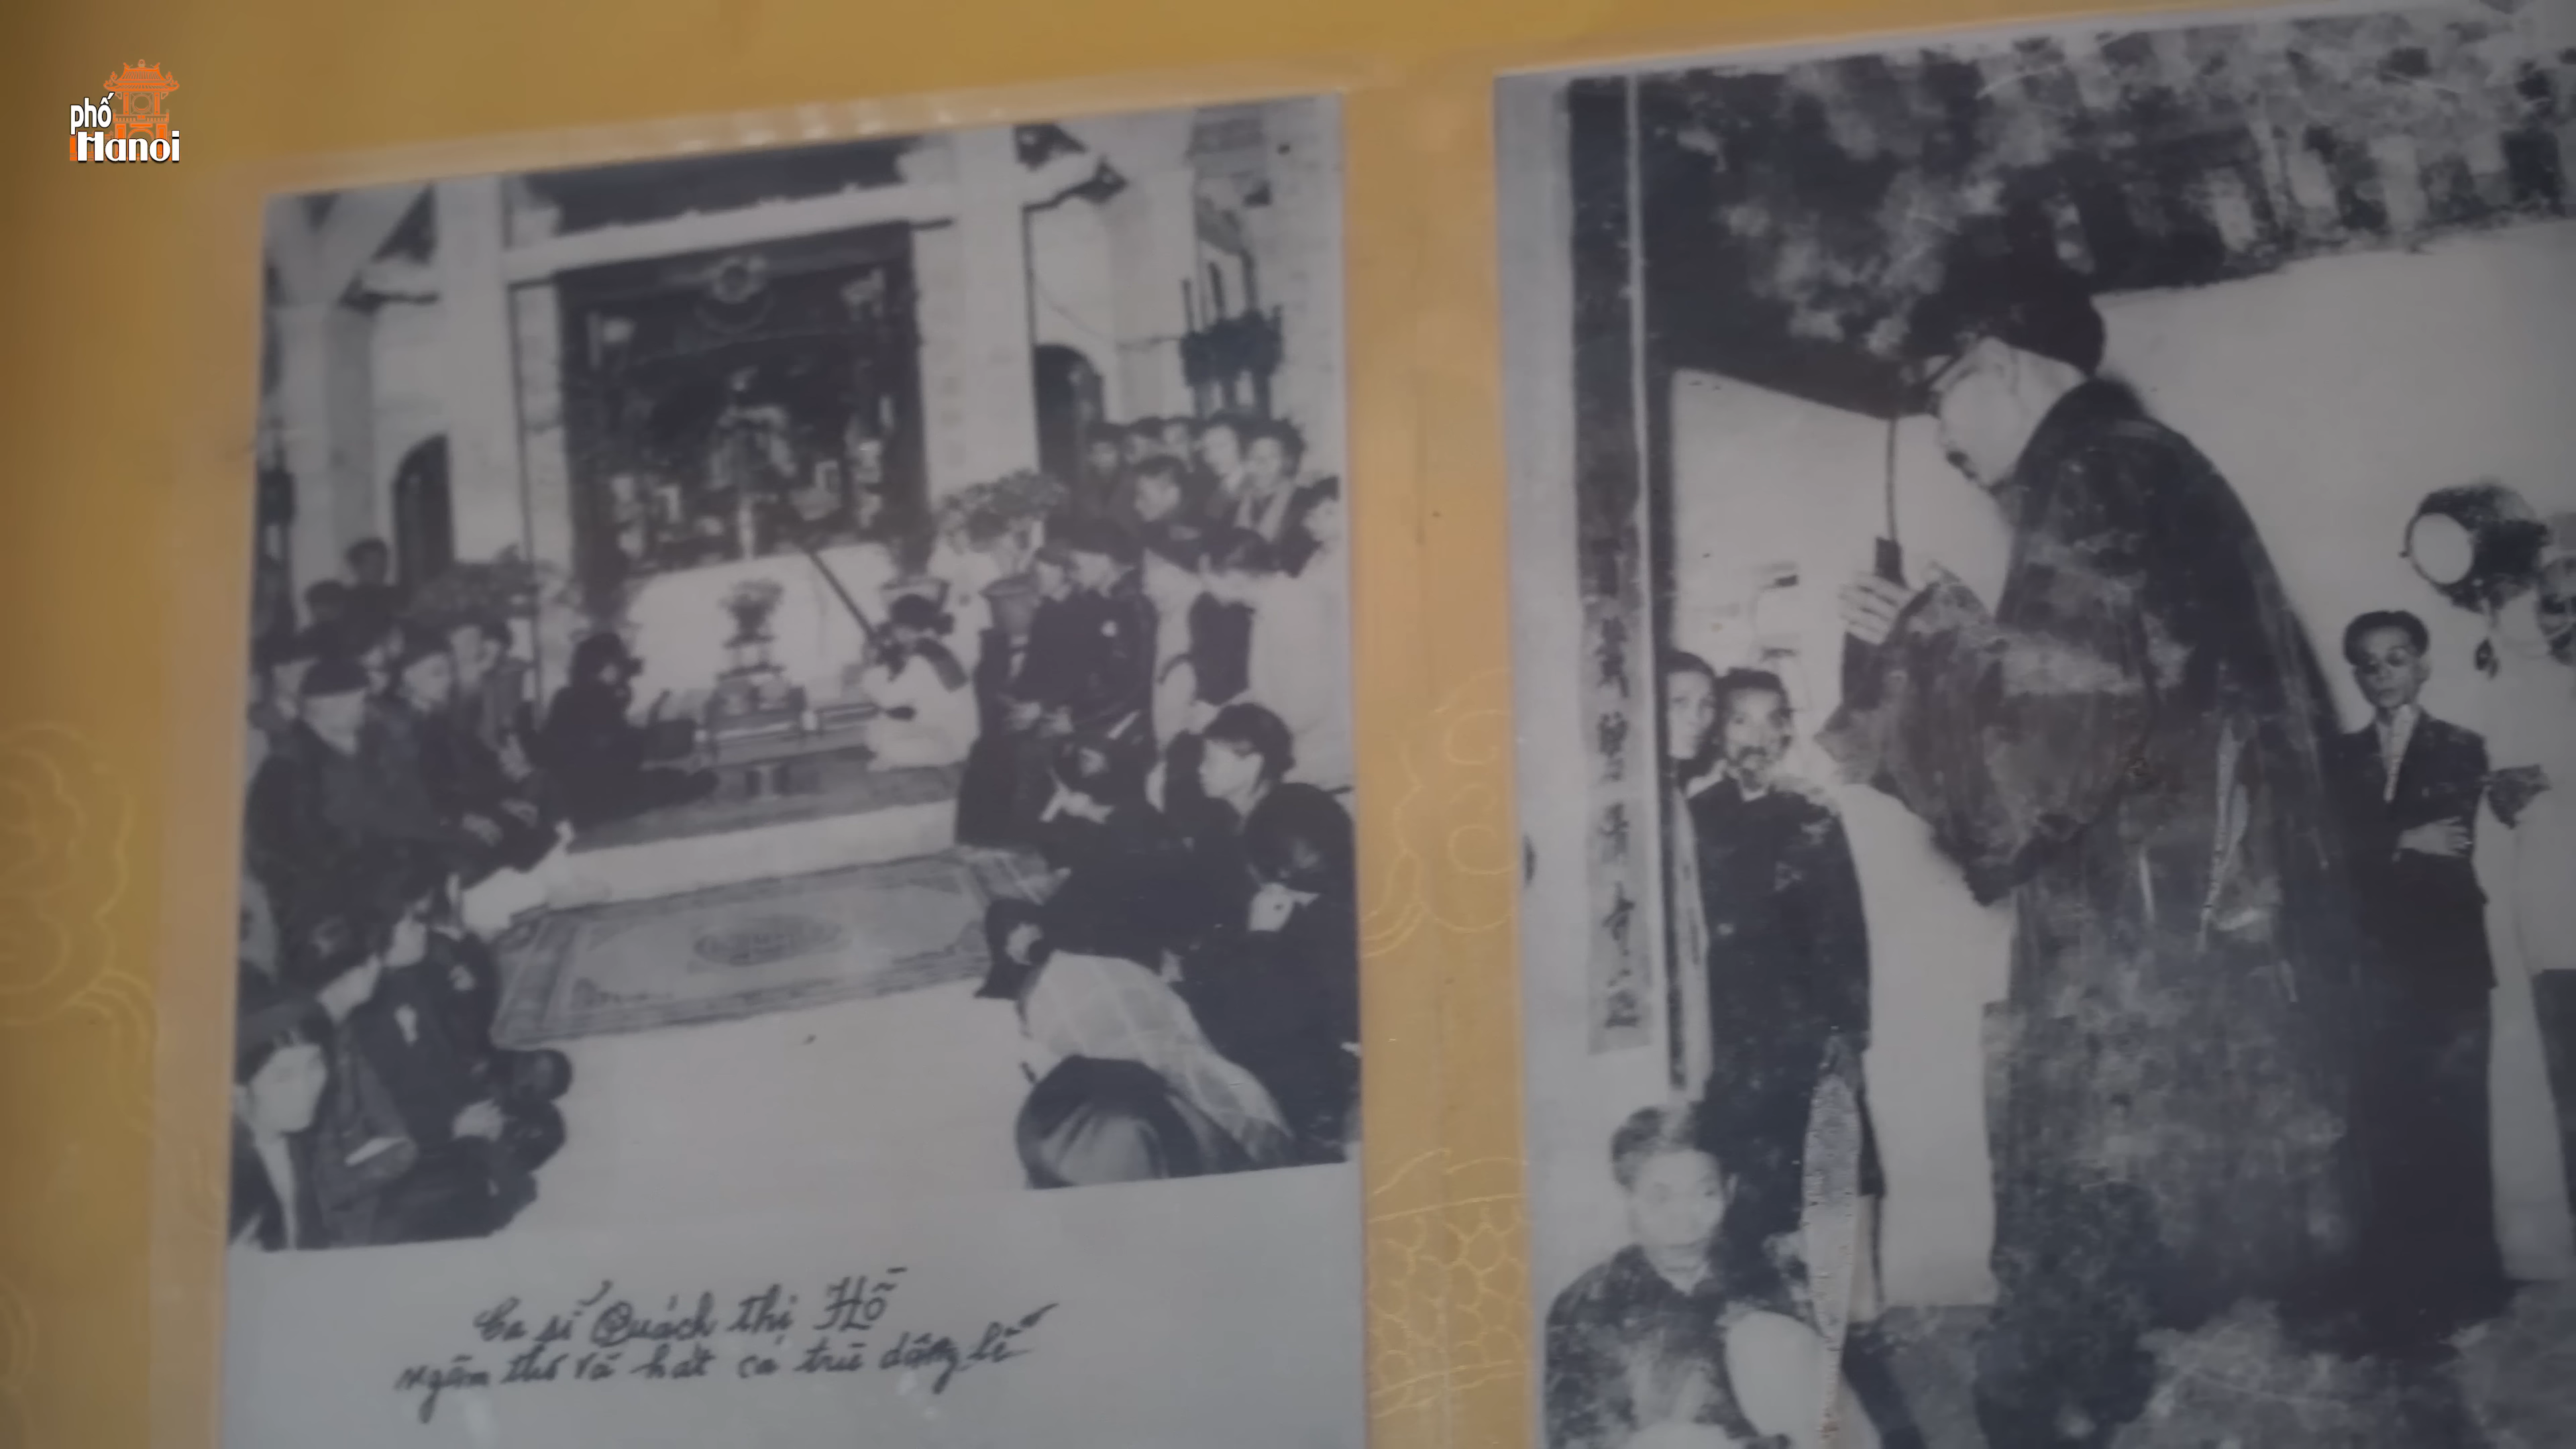 phố
Hanoi
Ca sĩ Quách thị Hồ
ngâm thơ và hát ca trù dâng lễ